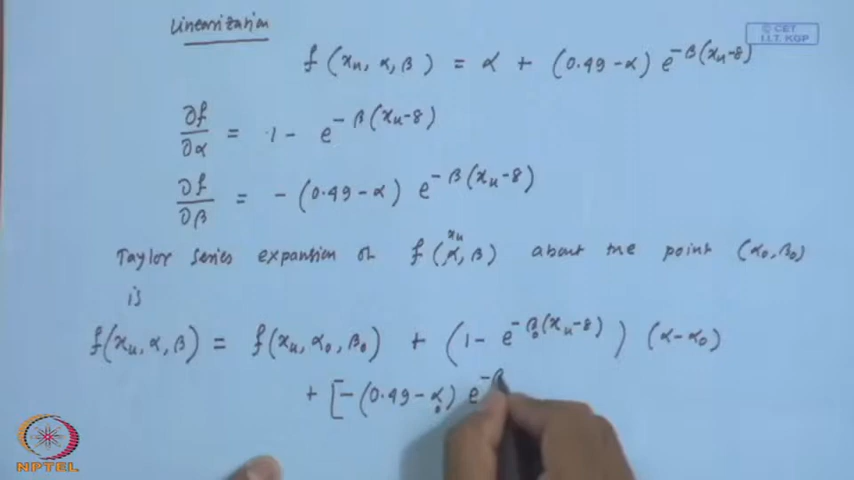 Linearization
© CET
I.I.T. KGP
f(xu, α, β) = α + (0.49-α) e^-β(xu-8)
∂f/∂α = 1 - e^-β(xu-8)
∂f/∂β = -(0.49-α) e^-β(xu-8)
xu
Taylor series expansion of f(α, β) about the point (α0, β0)
is
f(xu, α, β) = f(xu, α0, β0) + (1- e^-β0(xu-8)) (α-α0)
+ [-(0.49-α0) e^-β
NPTEL